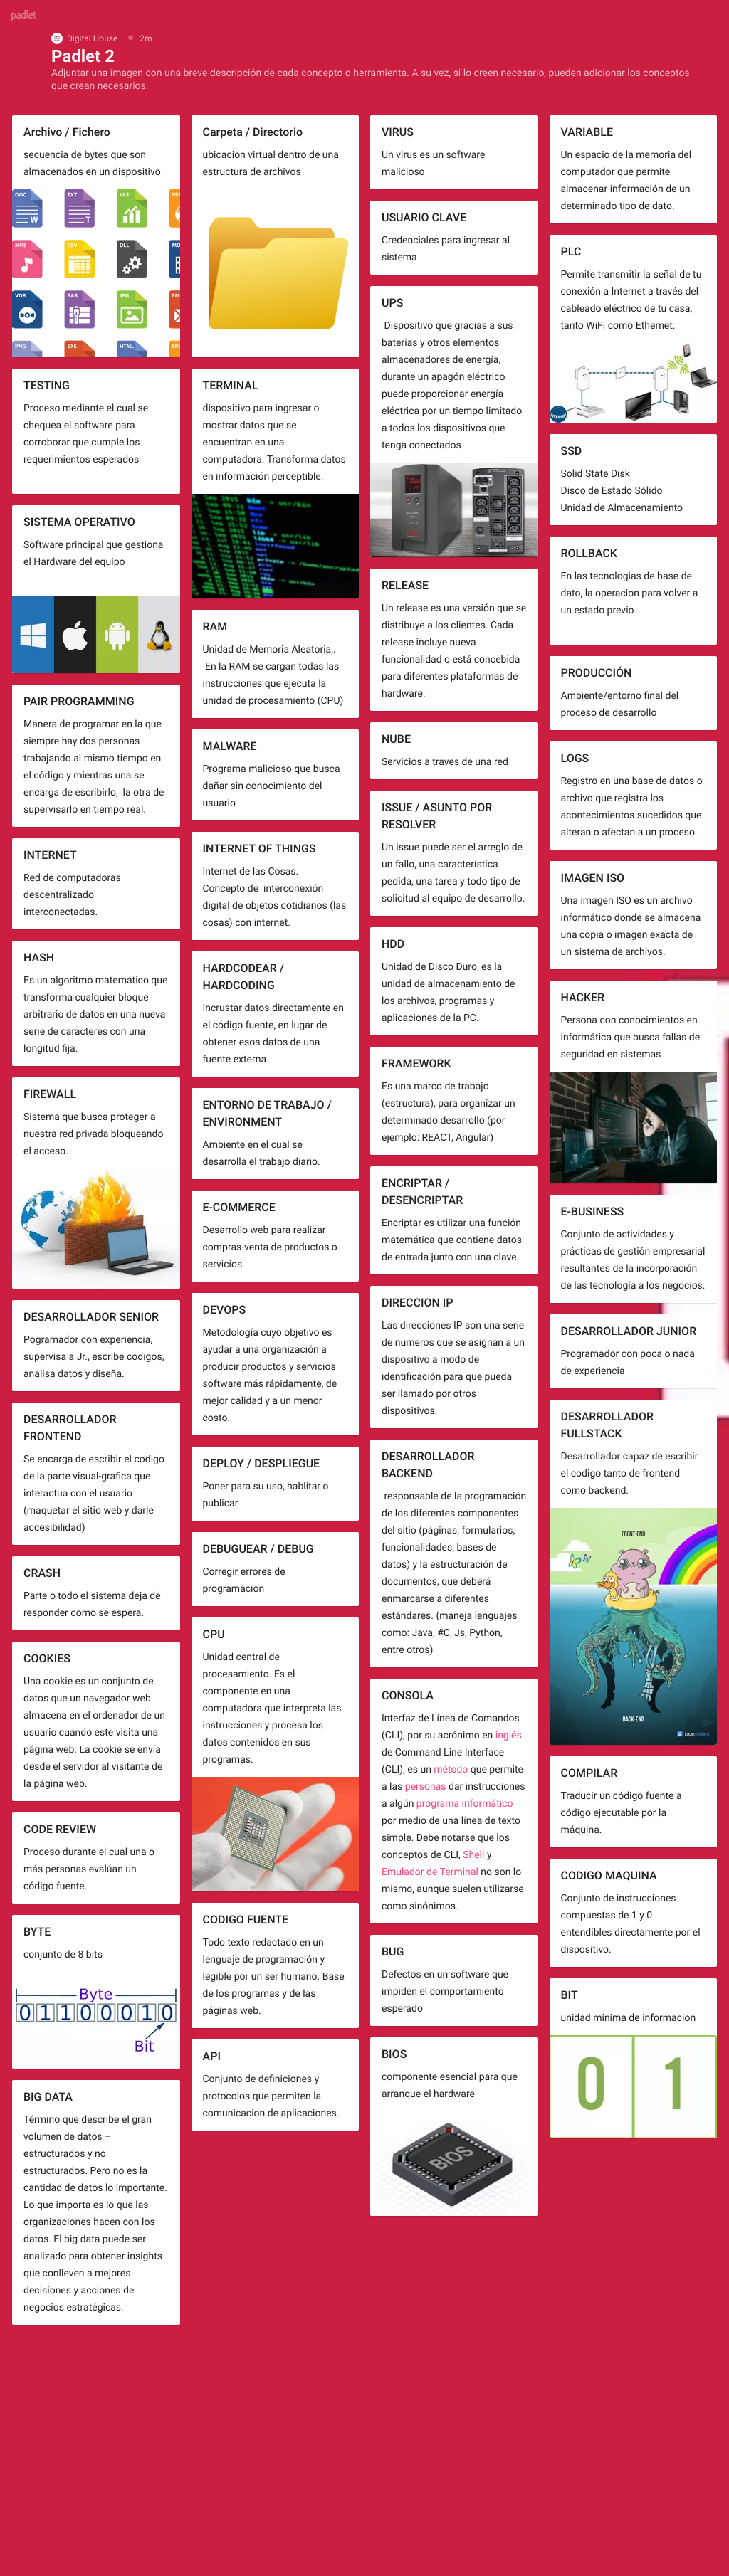 padlet
Digital House
2m
Padlet 2
Adjuntar una imagen con una breve descripción de cada concepto o herramienta. A su vez, si lo creen necesario, pueden adicionar los conceptos
que crean necesarios.
Archivo / Fichero
secuencia de bytes que son
almacenados en un dispositivo
DOC
W
TXT
T
XLS
MP3
CSV
DLL
VOB
RAR
JPG
PNG
EXE
HTML
TESTING
Proceso mediante el cual se
chequea el software para
corroborar que cumple los
requerimientos esperados
SISTEMA OPERATIVO
Software principal que gestiona
el Hardware del equipo
PAIR PROGRAMMING
Manera de programar en la que
siempre hay dos personas
trabajando al mismo tiempo en
el código y mientras una se
encarga de escribirlo, la otra de
supervisarlo en tiempo real.
INTERNET
Red de computadoras
descentralizado
interconectadas.
HASH
Es un algoritmo matemático que
transforma cualquier bloque
arbitrario de datos en una nueva
serie de caracteres con una
longitud fija.
FIREWALL
Sistema que busca proteger a
nuestra red privada bloqueando
el acceso.
DESARROLLADOR SENIOR
Pogramador con experiencia,
supervisa a Jr., escribe codigos,
analisa datos y diseña.
DESARROLLADOR
FRONTEND
Se encarga de escribir el codigo
de la parte visual-grafica que
interactua con el usuario
(maquetar el sitio web y darle
accesibilidad)
CRASH
Parte o todo el sistema deja de
responder como se espera.
COOKIES
Una cookie es un conjunto de
datos que un navegador web
almacena en el ordenador de un
usuario cuando este visita una
página web. La cookie se envía
desde el servidor al visitante de
la página web.
CODE REVIEW
Proceso durante el cual una o
más personas evalúan un
código fuente.
BYTE
conjunto de 8 bits
Byte
0 1 1 0 0 0 1 0
Bit
BIG DATA
Término que describe el gran
volumen de datos –
estructurados y no
estructurados. Pero no es la
cantidad de datos lo importante.
Lo que importa es lo que las
organizaciones hacen con los
datos. El big data puede ser
analizado para obtener insights
que conlleven a mejores
decisiones y acciones de
negocios estratégicas.
Carpeta / Directorio
ubicacion virtual dentro de una
estructura de archivos
TERMINAL
dispositivo para ingresar o
mostrar datos que se
encuentran en una
computadora. Transforma datos
en información perceptible.
RAM
Unidad de Memoria Aleatoria,.
En la RAM se cargan todas las
instrucciones que ejecuta la
unidad de procesamiento (CPU)
MALWARE
Programa malicioso que busca
dañar sin conocimiento del
usuario
INTERNET OF THINGS
Internet de las Cosas.
Concepto de interconexión
digital de objetos cotidianos (las
cosas) con internet.
HARDCODEAR /
HARDCODING
Incrustar datos directamente en
el código fuente, en lugar de
obtener esos datos de una
fuente externa.
ENTORNO DE TRABAJO /
ENVIRONMENT
Ambiente en el cual se
desarrolla el trabajo diario.
E-COMMERCE
Desarrollo web para realizar
compras-venta de productos o
servicios
DEVOPS
Metodología cuyo objetivo es
ayudar a una organización a
producir productos y servicios
software más rápidamente, de
mejor calidad y a un menor
costo.
DEPLOY / DESPLIEGUE
Poner para su uso, hablitar o
publicar
DEBUGUEAR / DEBUG
Corregir errores de
programacion
CPU
Unidad central de
procesamiento. Es el
componente en una
computadora que interpreta las
instrucciones y procesa los
datos contenidos en sus
programas.
CODIGO FUENTE
Todo texto redactado en un
lenguaje de programación y
legible por un ser humano. Base
de los programas y de las
páginas web.
API
Conjunto de definiciones y
protocolos que permiten la
comunicacion de aplicaciones.
VIRUS
Un virus es un software
malicioso
USUARIO CLAVE
Credenciales para ingresar al
sistema
UPS
Dispositivo que gracias a sus
baterías y otros elementos
almacenadores de energía,
durante un apagón eléctrico
puede proporcionar energía
eléctrica por un tiempo limitado
a todos los dispositivos que
tenga conectados
RELEASE
Un release es una versión que se
distribuye a los clientes. Cada
release incluye nueva
funcionalidad o está concebida
para diferentes plataformas de
hardware.
NUBE
Servicios a traves de una red
ISSUE / ASUNTO POR
RESOLVER
Un issue puede ser el arreglo de
un fallo, una característica
pedida, una tarea y todo tipo de
solicitud al equipo de desarrollo.
HDD
Unidad de Disco Duro, es la
unidad de almacenamiento de
los archivos, programas y
aplicaciones de la PC.
FRAMEWORK
Es una marco de trabajo
(estructura), para organizar un
determinado desarrollo (por
ejemplo: REACT, Angular)
ENCRIPTAR /
DESENCRIPTAR
Encriptar es utilizar una función
matemática que contiene datos
de entrada junto con una clave.
DIRECCION IP
Las direcciones IP son una serie
de numeros que se asignan a un
dispositivo a modo de
identificación para que pueda
ser llamado por otros
dispositivos.
DESARROLLADOR
BACKEND
responsable de la programación
de los diferentes componentes
del sitio (páginas, formularios,
funcionalidades, bases de
datos) y la estructuración de
documentos, que deberá
enmarcarse a diferentes
estándares. (maneja lenguajes
como: Java, #C, Js, Python,
entre otros)
CONSOLA
Interfaz de Línea de Comandos
(CLI), por su acrónimo en inglés
de Command Line Interface
(CLI), es un método que permite
a las personas dar instrucciones
a algún programa informático
por medio de una línea de texto
simple. Debe notarse que los
conceptos de CLI, Shell y
Emulador de Terminal no son lo
mismo, aunque suelen utilizarse
como sinónimos.
BUG
Defectos en un software que
impiden el comportamiento
esperado
BIOS
componente esencial para que
arranque el hardware
BIOS
VARIABLE
Un espacio de la memoria del
computador que permite
almacenar información de un
determinado tipo de dato.
PLC
Permite transmitir la señal de tu
conexión a Internet a través del
cableado eléctrico de tu casa,
tanto WiFi como Ethernet.
INTERNET
SSD
Solid State Disk
Disco de Estado Sólido
Unidad de Almacenamiento
ROLLBACK
En las tecnologias de base de
dato, la operacion para volver a
un estado previo
PRODUCCIÓN
Ambiente/entorno final del
proceso de desarrollo
LOGS
Registro en una base de datos o
archivo que registra los
acontecimientos sucedidos que
alteran o afectan a un proceso.
IMAGEN ISO
Una imagen ISO es un archivo
informático donde se almacena
una copia o imagen exacta de
un sistema de archivos.
HACKER
Persona con conocimientos en
informática que busca fallas de
seguridad en sistemas
E-BUSINESS
Conjunto de actividades y
prácticas de gestión empresarial
resultantes de la incorporación
de las tecnología a los negocios.
DESARROLLADOR JUNIOR
Programador con poca o nada
de experiencia
DESARROLLADOR
FULLSTACK
Desarrollador capaz de escribir
el codigo tanto de frontend
como backend.
FRONT-END
BACK-END
COMPILAR
Traducir un código fuente a
código ejecutable por la
máquina.
CODIGO MAQUINA
Conjunto de instrucciones
compuestas de 1 y 0
entendibles directamente por el
dispositivo.
BIT
unidad minima de informacion
0 1